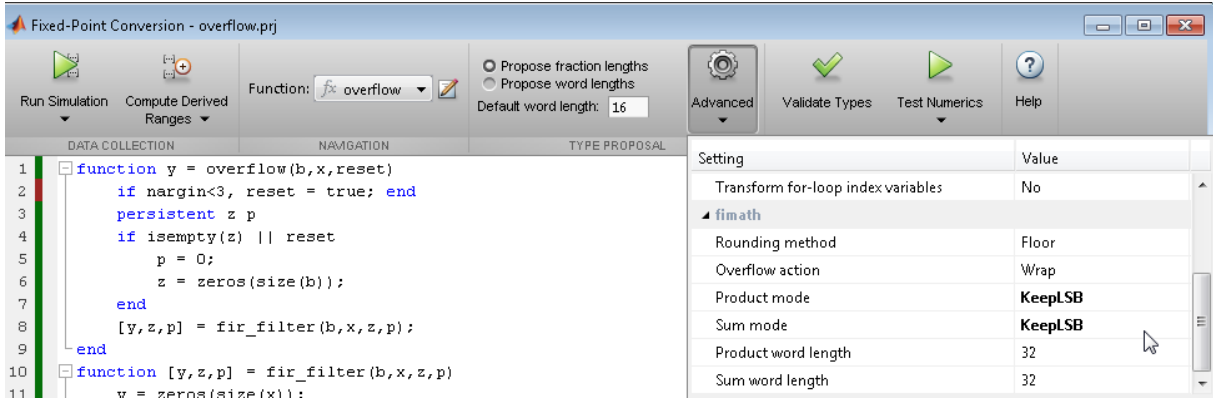 Fixed-Point Conversion - overflow.prj
Run Simulation
Compute Derived
Ranges
Function: fx overflow
Propose fraction lengths
Propose word lengths
Default word length: 16
Advanced
Validate Types
Test Numerics
Help
DATA COLLECTION
NAVIGATION
TYPE PROPOSAL
1 function y = overflow(b,x,reset)
2 if nargin<3, reset = true; end
3 persistent z p
4 if isempty(z) || reset
5 p = 0;
6 z = zeros(size(b));
7 end
8 [y,z,p] = fir_filter(b,x,z,p);
9 end
10 function [y,z,p] = fir_filter(b,x,z,p)
11 y = zeros(size(x));
Setting Value
Transform for-loop index variables No
fimath
Rounding method Floor
Overflow action Wrap
Product mode KeepLSB
Sum mode KeepLSB
Product word length 32
Sum word length 32